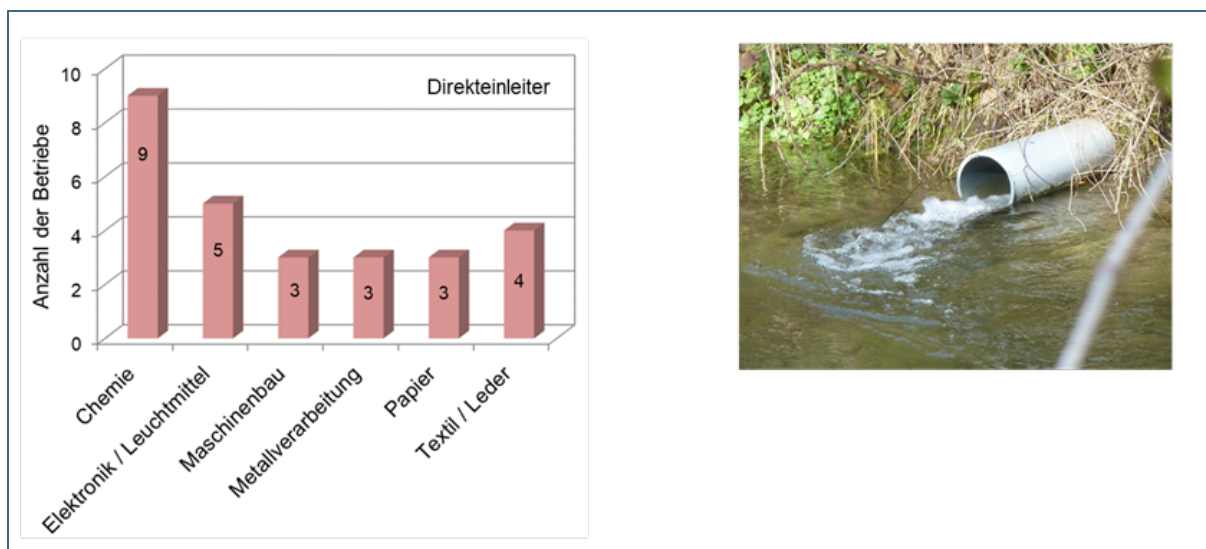 Direkteinleiter
Anzahl der Betriebe
10
8
6
4
2
0
9
5
3
3
3
4
Chemie
Elektronik / Leuchtmittel
Maschinenbau
Metallverarbeitung
Papier
Textil / Leder